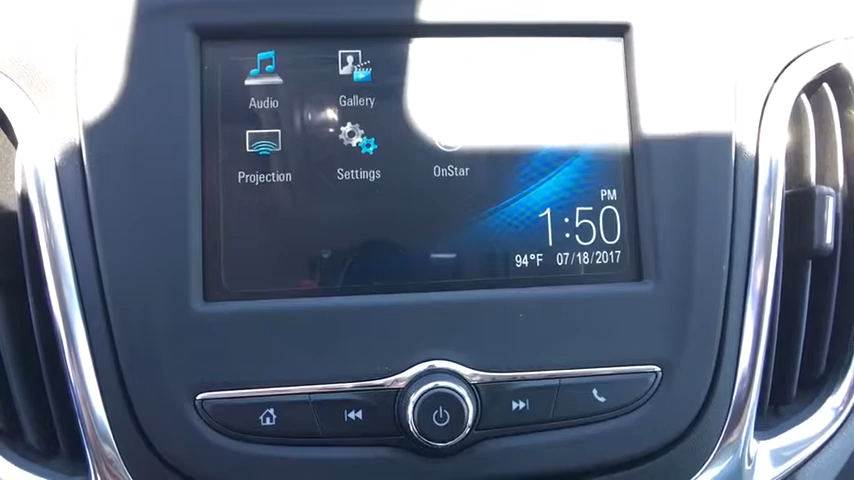 Audio
Gallery
Projection
Settings
OnStar
PM
1:50
94°F 07/18/2017